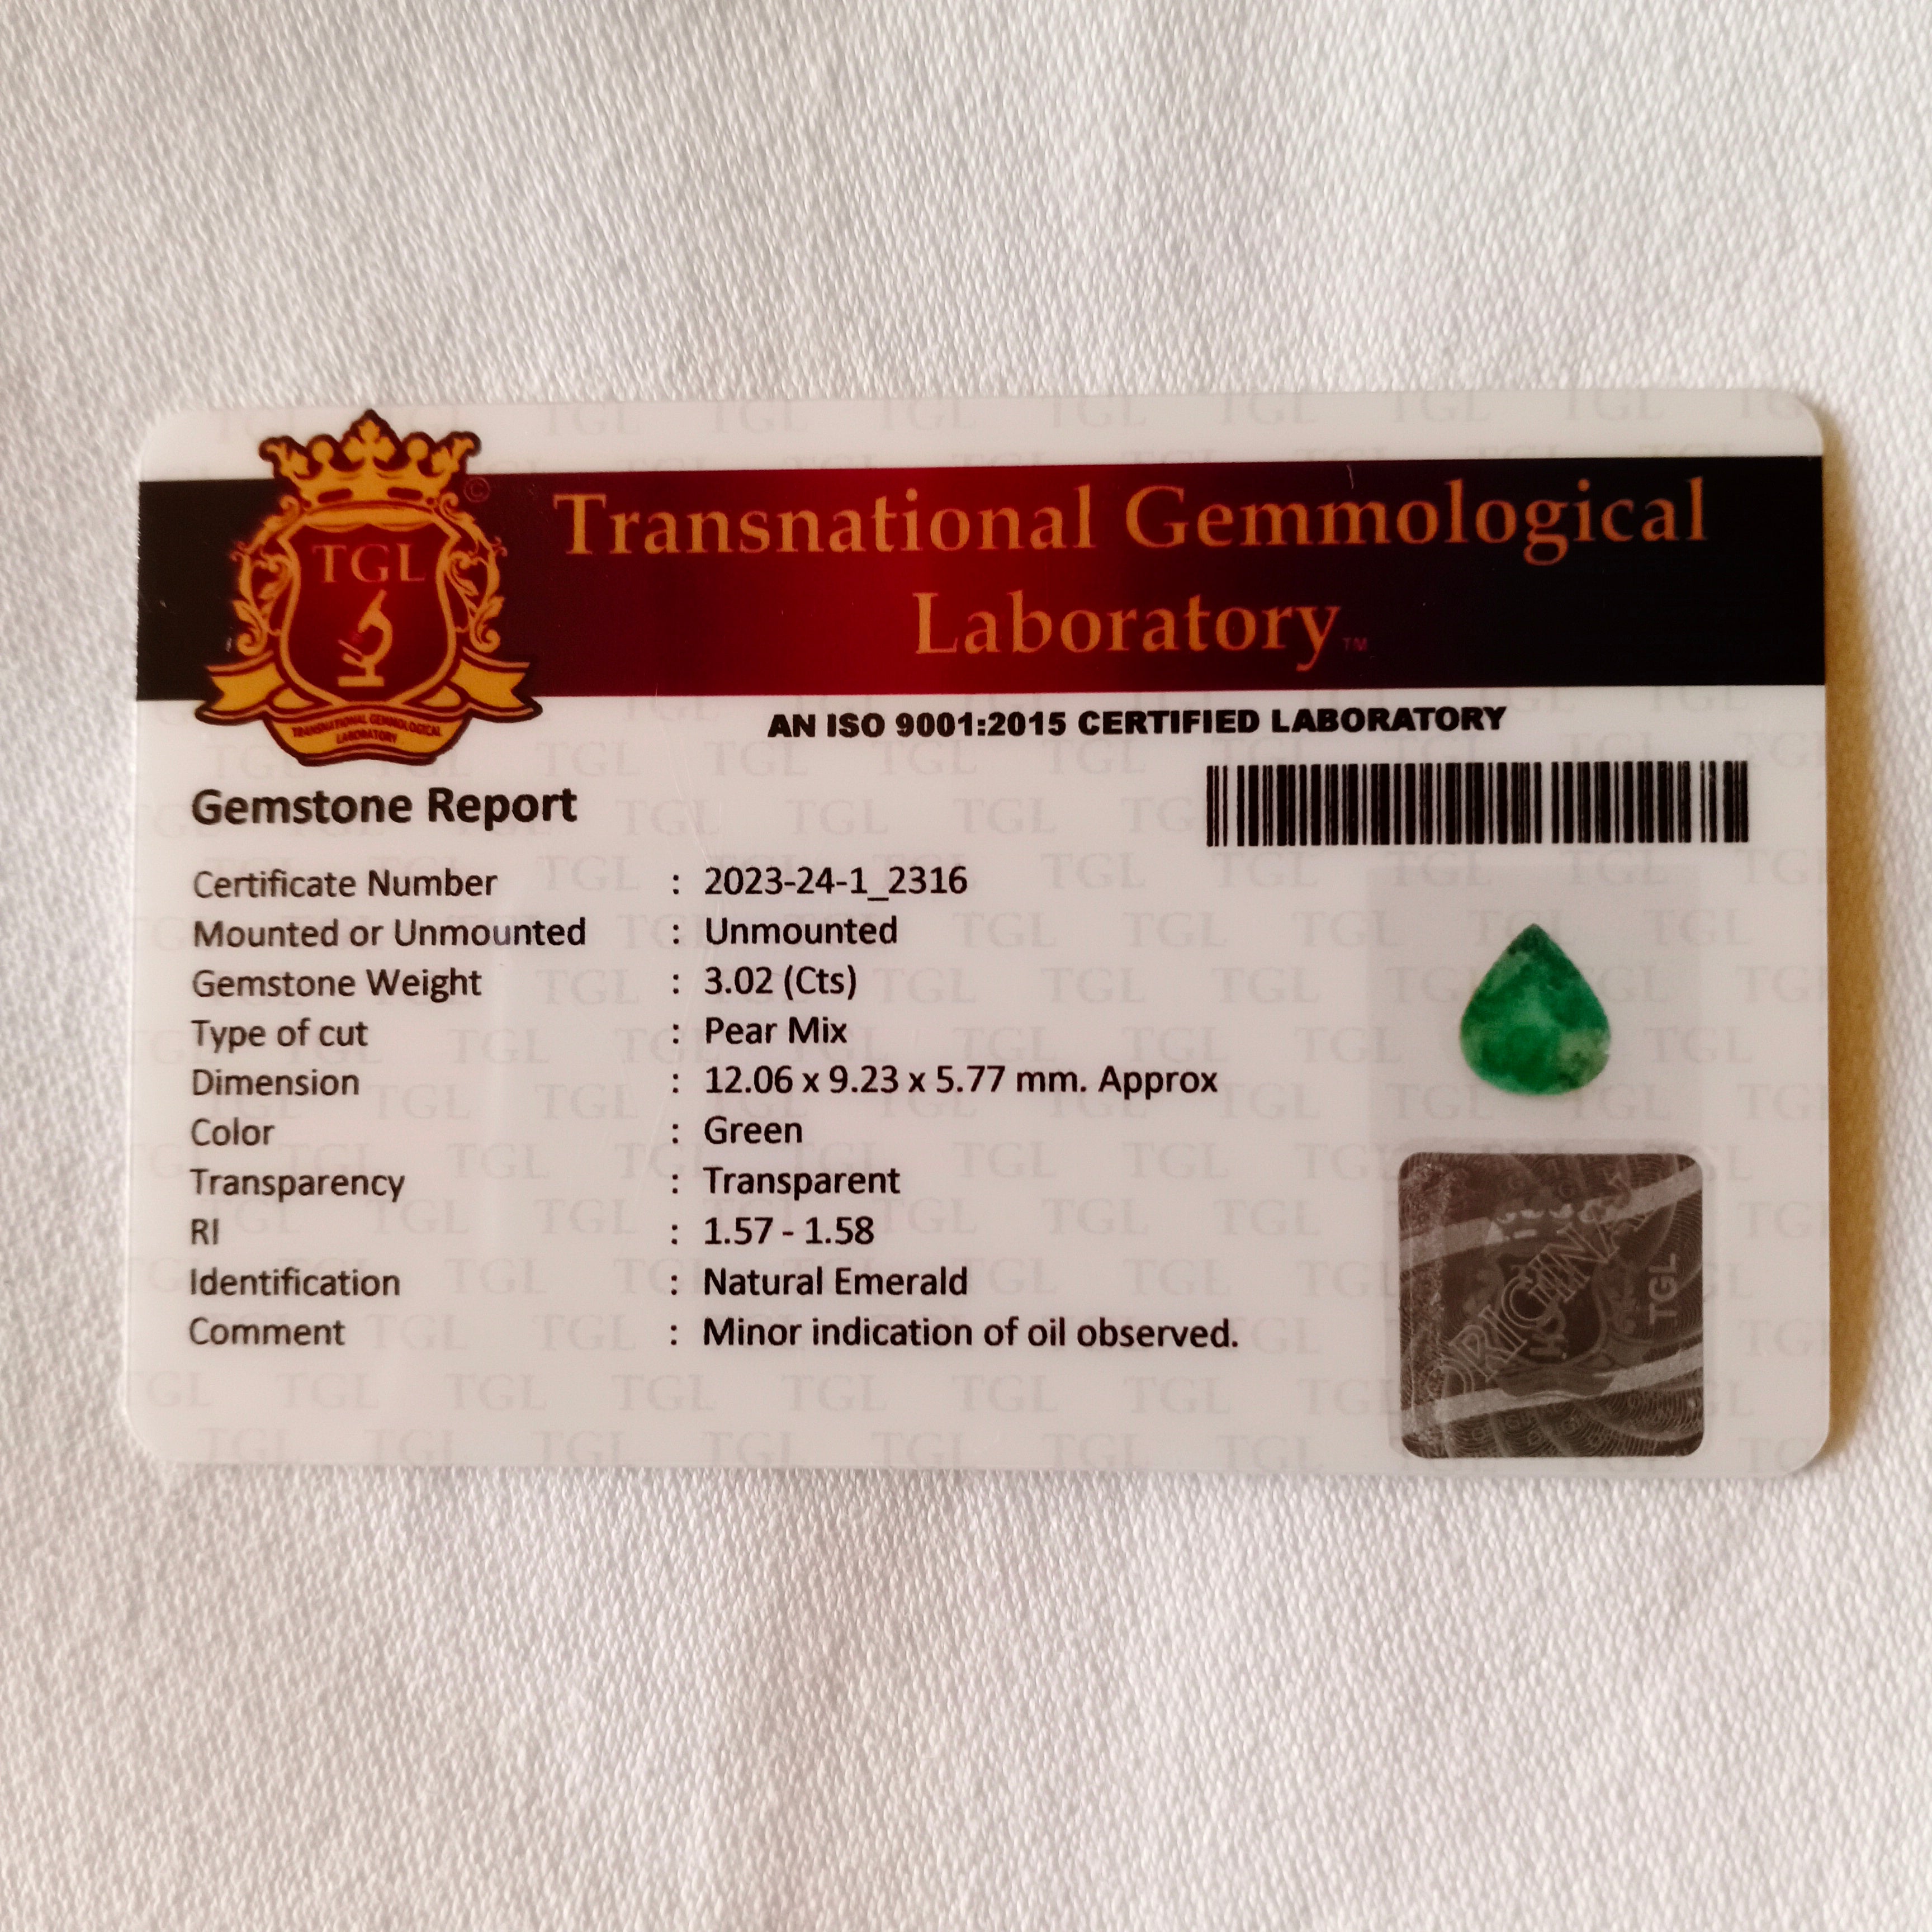 TGL
©
TRANSNATIONAL GEMMOLOGICAL
LABORATORY
Transnational Gemmological
Laboratory™
AN ISO 9001:2015 CERTIFIED LABORATORY
Gemstone Report
Certificate Number : 2023-24-1_2316
Mounted or Unmounted : Unmounted
Gemstone Weight : 3.02 (Cts)
Type of cut : Pear Mix
Dimension : 12.06 x 9.23 x 5.77 mm. Approx
Color : Green
Transparency : Transparent
RI : 1.57 - 1.58
Identification : Natural Emerald
Comment : Minor indication of oil observed.
TGL